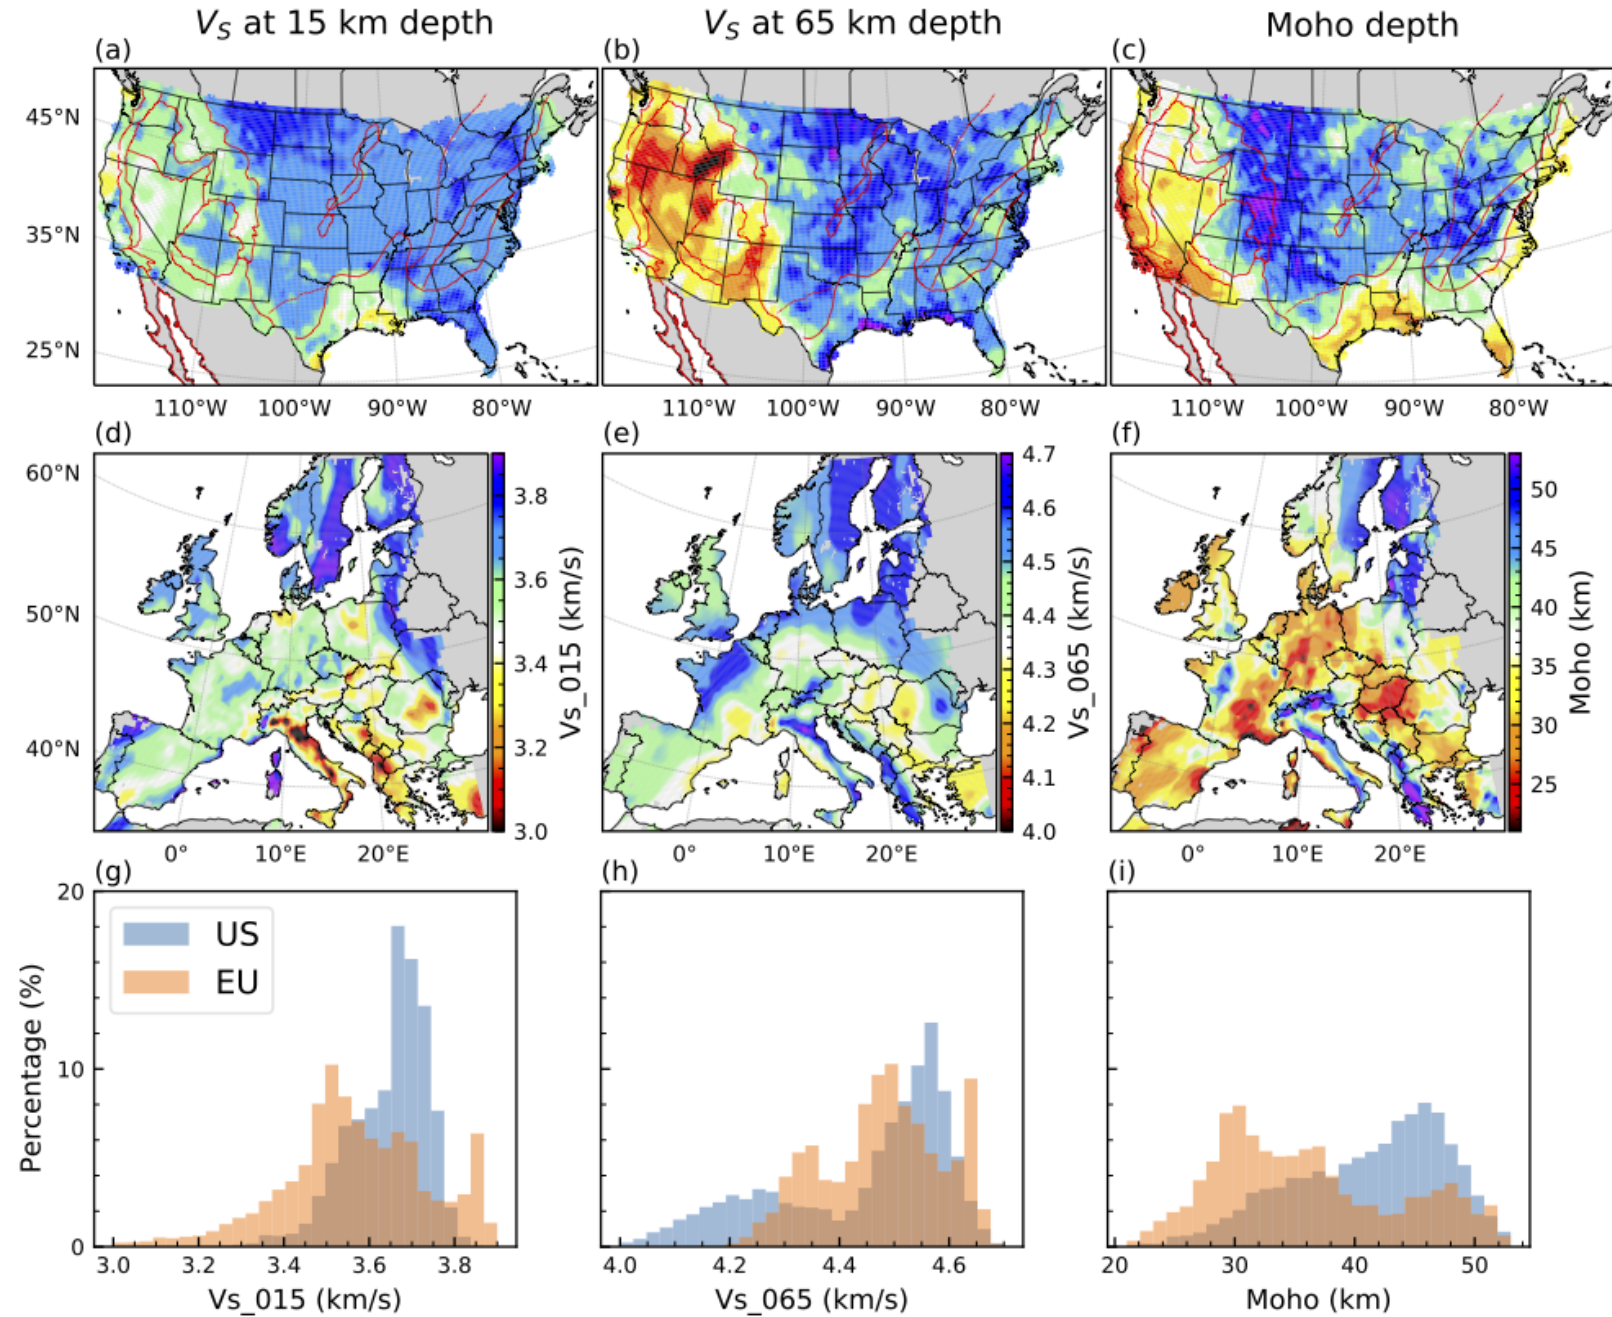 V_S at 15 km depth
V_S at 65 km depth
Moho depth
(a)
(b)
(c)
45°N
35°N
25°N
110°W 100°W 90°W 80°W
110°W 100°W 90°W 80°W
110°W 100°W 90°W 80°W
(d)
(e)
(f)
60°N
50°N
40°N
0° 10°E 20°E
0° 10°E 20°E
0° 10°E 20°E
3.8
3.6
3.4
3.2
3.0
Vs_015 (km/s)
4.7
4.6
4.5
4.4
4.3
4.2
4.1
4.0
Vs_065 (km/s)
50
45
40
35
30
25
Moho (km)
(g)
(h)
(i)
20
10
0
Percentage (%)
US
EU
3.0 3.2 3.4 3.6 3.8
Vs_015 (km/s)
4.0 4.2 4.4 4.6
Vs_065 (km/s)
20 30 40 50
Moho (km)